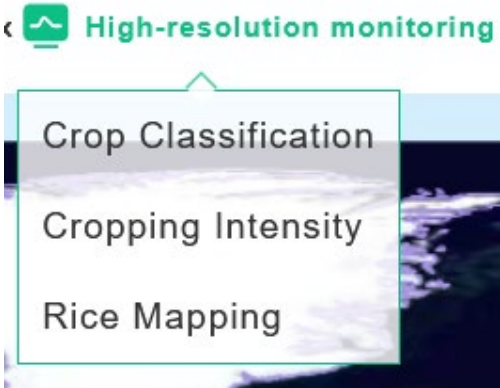 High-resolution monitoring
Crop Classification
Cropping Intensity
Rice Mapping